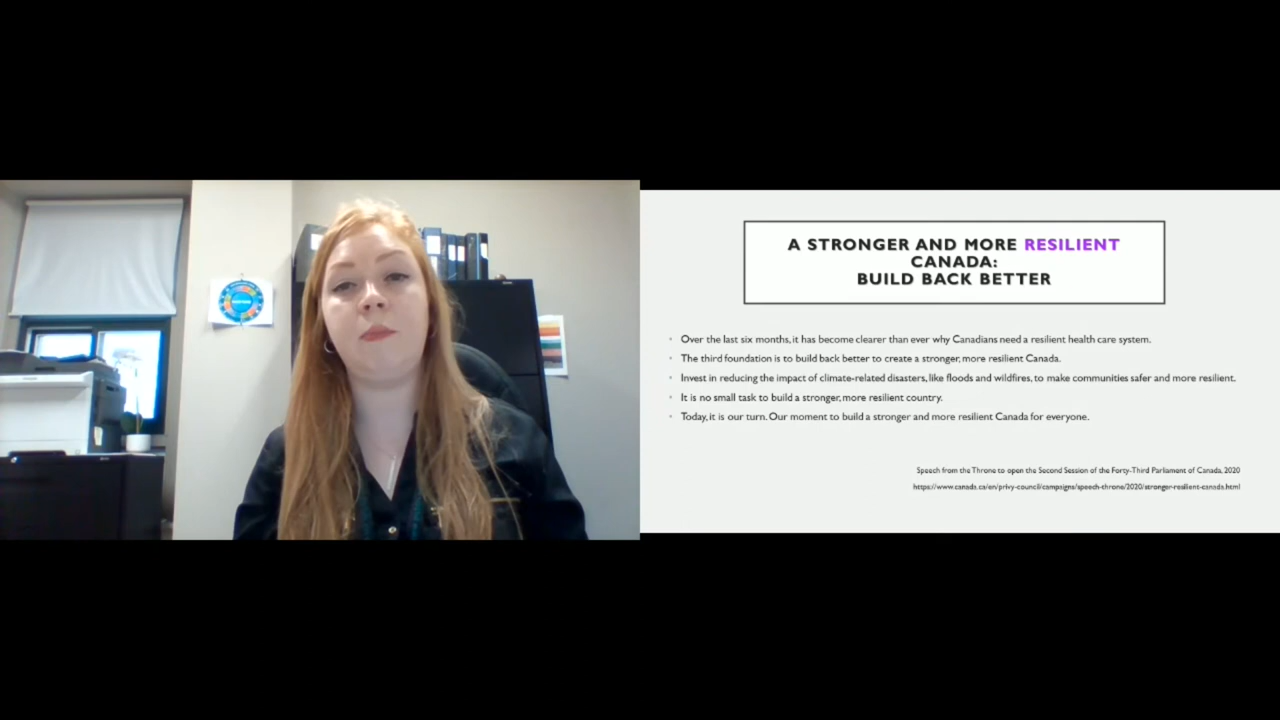 A STRONGER AND MORE RESILIENT
CANADA:
BUILD BACK BETTER
• Over the last six months, it has become clearer than ever why Canadians need a resilient health care system.
• The third foundation is to build back better to create a stronger, more resilient Canada.
• Invest in reducing the impact of climate-related disasters, like floods and wildfires, to make communities safer and more resilient.
• It is no small task to build a stronger, more resilient country.
• Today, it is our turn. Our moment to build a stronger and more resilient Canada for everyone.
Speech from the Throne to open the Second Session of the Forty-Third Parliament of Canada, 2020
https://www.canada.ca/en/privy-council/campaigns/speech-throne/2020/stronger-resilient-canada.html